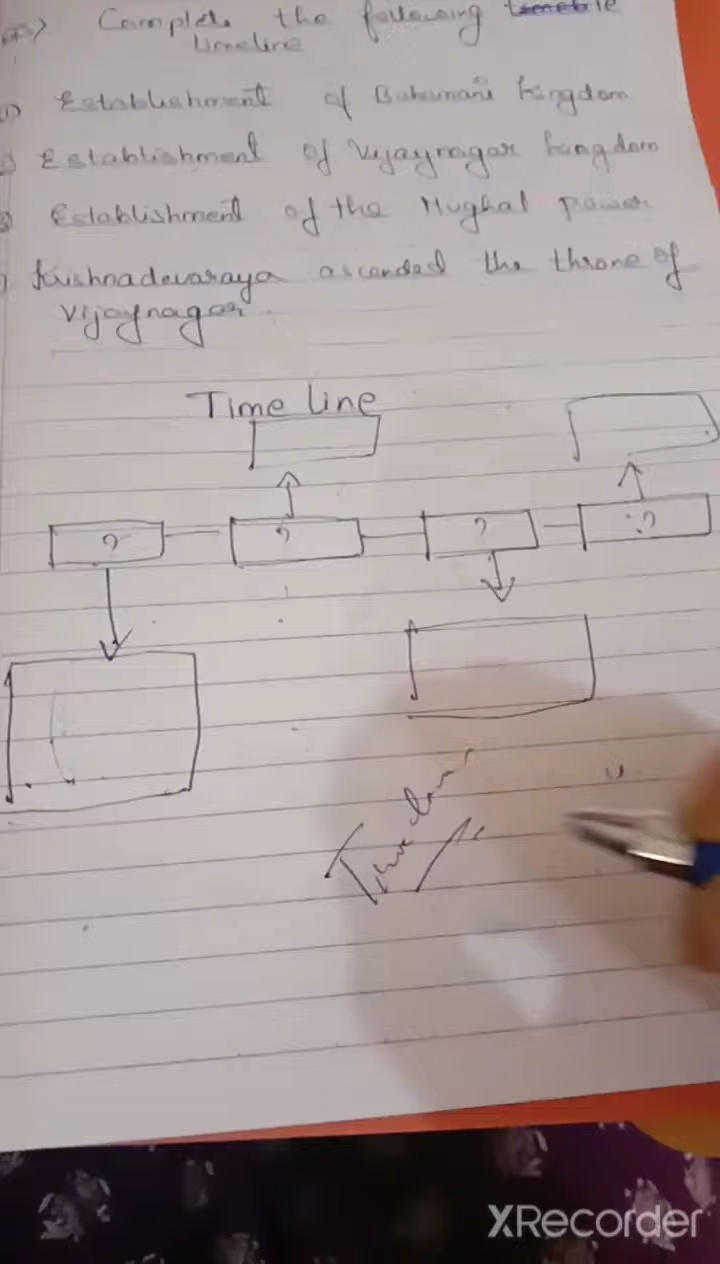 Complete the following
timeline
Establishment of Bahamani kingdom
Establishment of Vijaynagar kingdom
Establishment of the Mughal power
Krishnadevaraya ascended the throne of
Vijaynagar
Time line
? ? ? ?
XRecorder